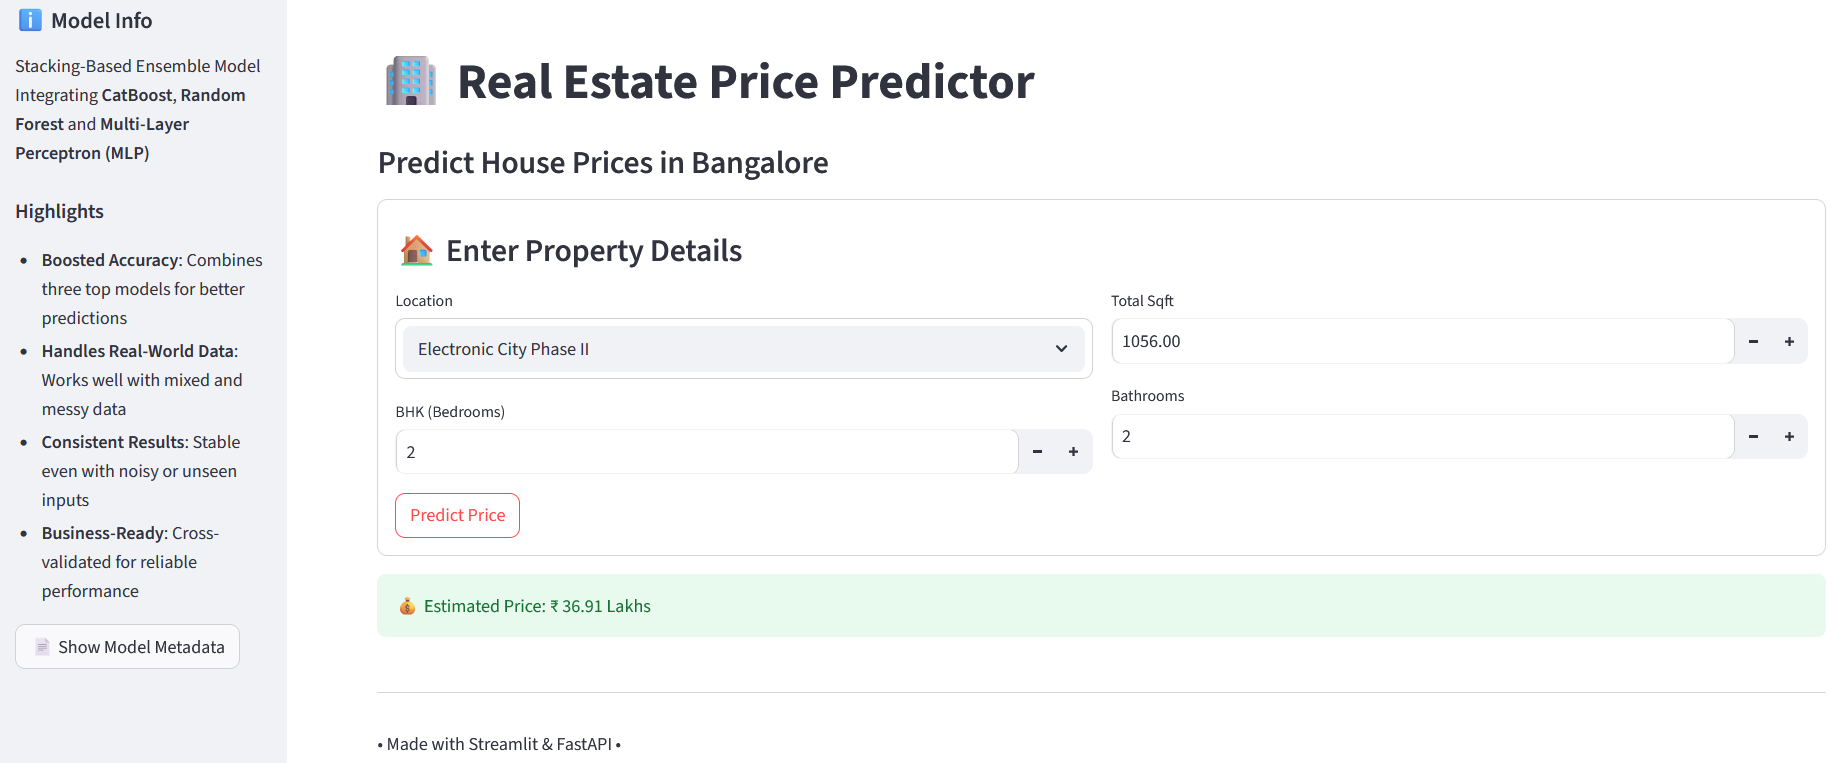 ℹ️ Model Info
Stacking-Based Ensemble Model
Integrating CatBoost, Random
Forest and Multi-Layer
Perceptron (MLP)
Highlights
• Boosted Accuracy: Combines
three top models for better
predictions
• Handles Real-World Data:
Works well with mixed and
messy data
• Consistent Results: Stable
even with noisy or unseen
inputs
• Business-Ready: Cross-
validated for reliable
performance
Show Model Metadata
Real Estate Price Predictor
Predict House Prices in Bangalore
Enter Property Details
Location
Electronic City Phase II
BHK (Bedrooms)
2
Total Sqft
1056.00
Bathrooms
2
Predict Price
Estimated Price: ₹ 36.91 Lakhs
• Made with Streamlit & FastAPI •